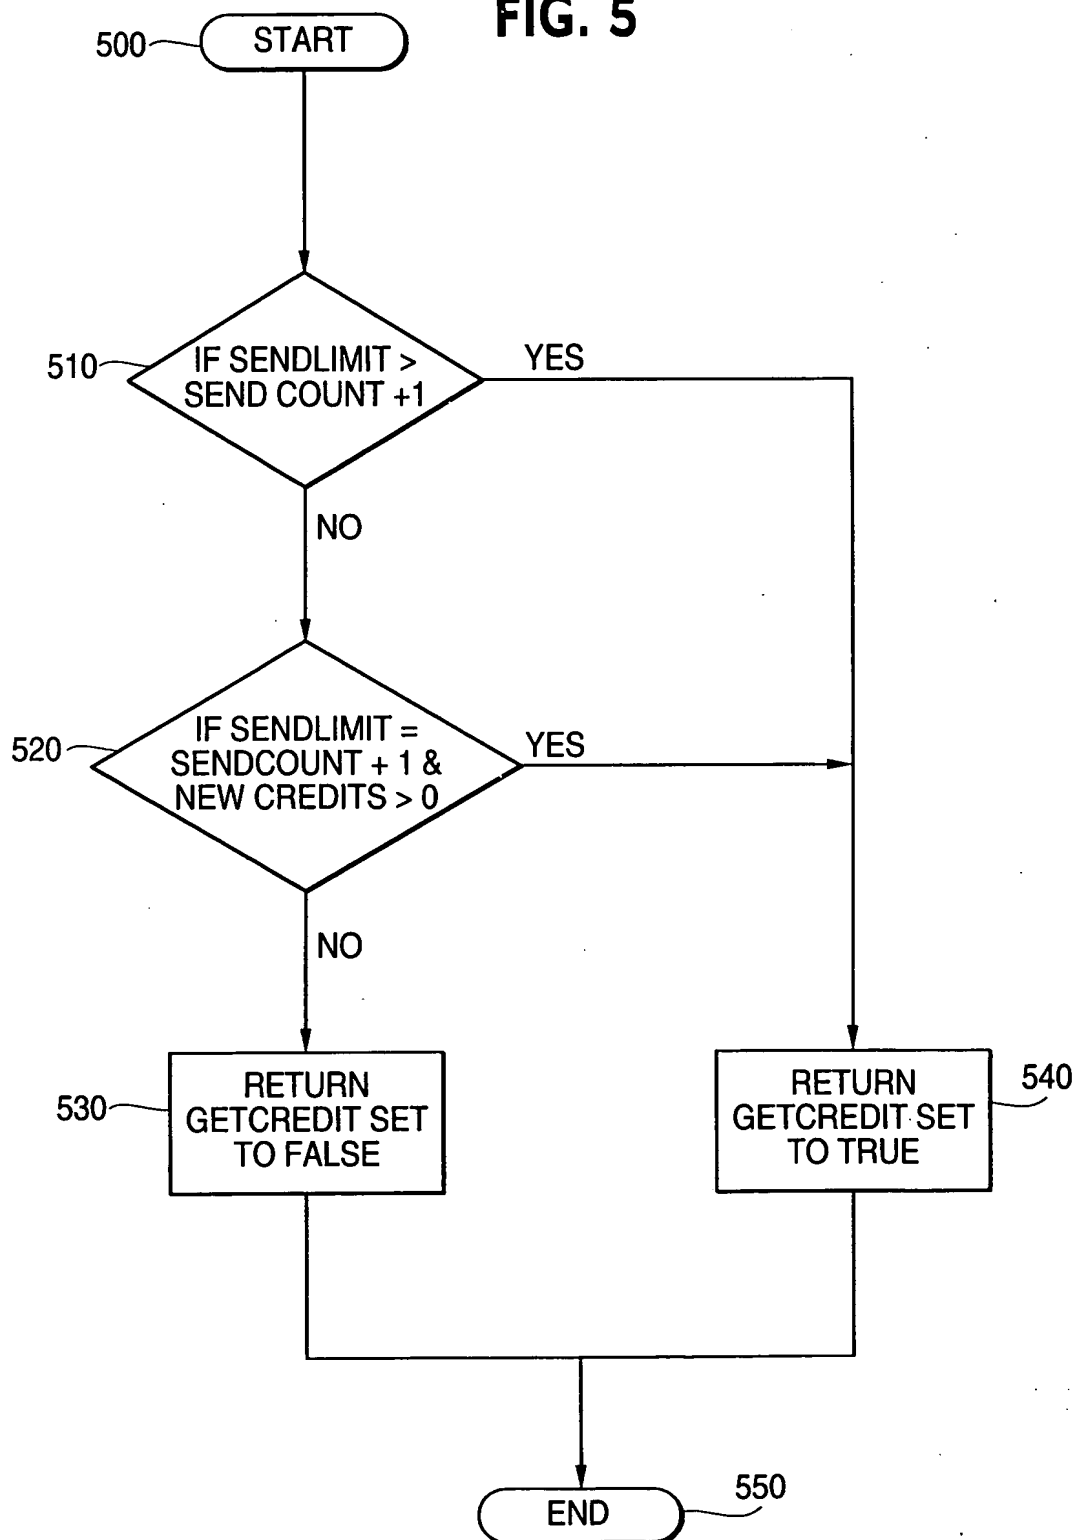 FIG. 5
500
START
510
IF SENDLIMIT >
SEND COUNT +1
YES
NO
520
IF SENDLIMIT =
SENDCOUNT + 1 &
NEW CREDITS > 0
YES
NO
530
RETURN
GETCREDIT SET
TO FALSE
RETURN
GETCREDIT SET
TO TRUE
540
END
550